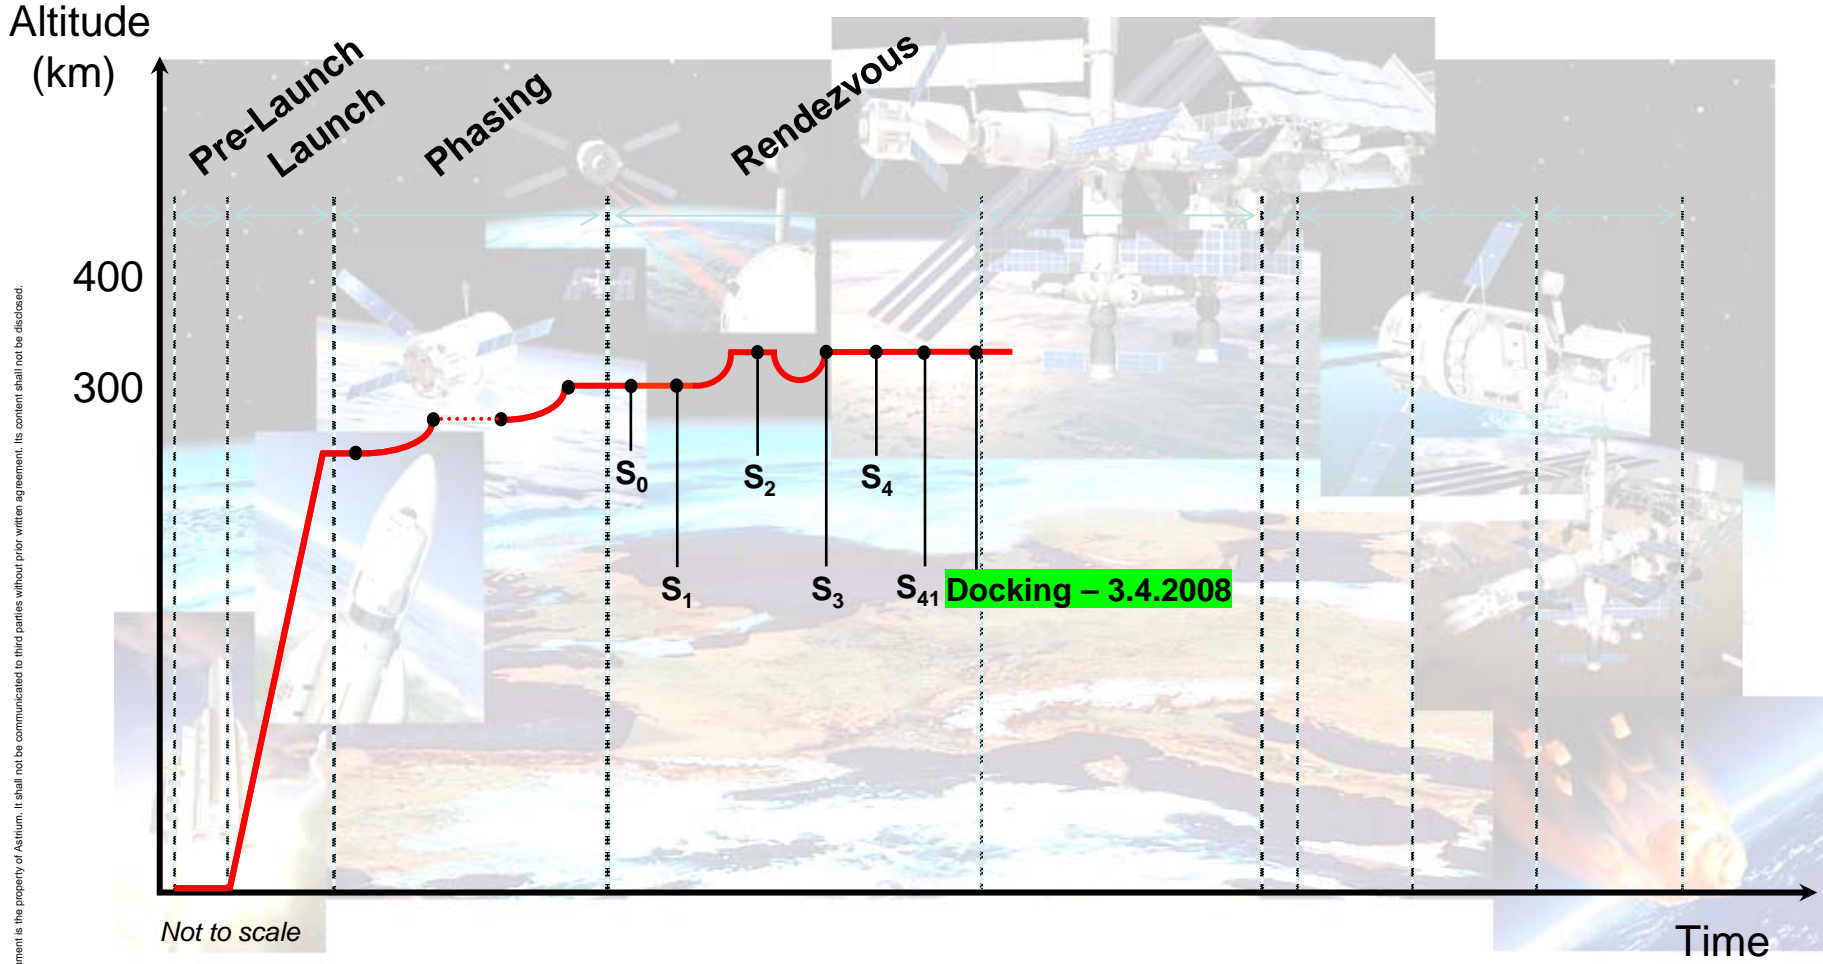 Altitude
(km)
Pre-Launch
Launch
Phasing
Rendezvous
400
300
S0
S1
S2
S3
S4
S41
Docking – 3.4.2008
Not to scale
Time
ument is the property of Astrium. It shall not be communicated to third parties without prior written agreement. Its content shall not be disclosed.